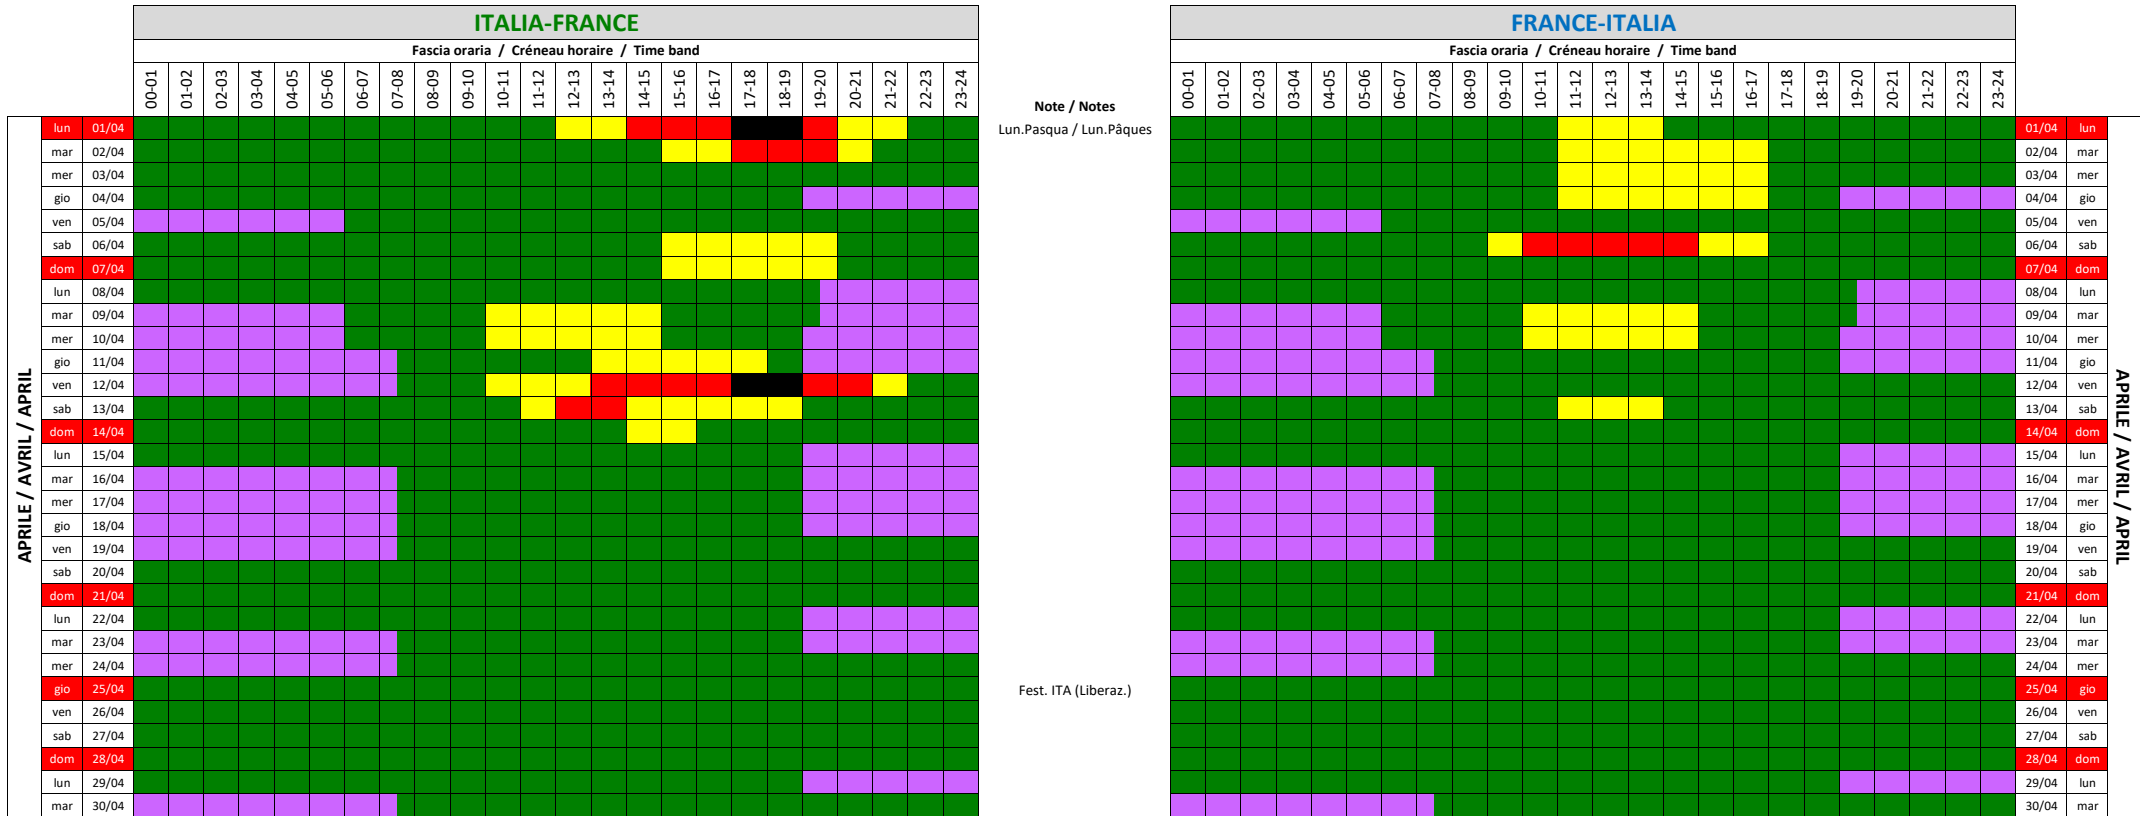 ITALIA-FRANCE
Fascia oraria / Créneau horaire / Time band
00-01 01-02 02-03 03-04 04-05 05-06 06-07 07-08 08-09 09-10 10-11 11-12 12-13 13-14 14-15 15-16 16-17 17-18 18-19 19-20 20-21 21-22 22-23 23-24
Note / Notes
FRANCE-ITALIA
Fascia oraria / Créneau horaire / Time band
00-01 01-02 02-03 03-04 04-05 05-06 06-07 07-08 08-09 09-10 10-11 11-12 12-13 13-14 14-15 15-16 16-17 17-18 18-19 19-20 20-21 21-22 22-23 23-24
APRILE / AVRIL / APRIL
lun 01/04 Lun.Pasqua / Lun.Pâques 01/04 lun
mar 02/04 02/04 mar
mer 03/04 03/04 mer
gio 04/04 04/04 gio
ven 05/04 05/04 ven
sab 06/04 06/04 sab
dom 07/04 07/04 dom
lun 08/04 08/04 lun
mar 09/04 09/04 mar
mer 10/04 10/04 mer
gio 11/04 11/04 gio
ven 12/04 12/04 ven
sab 13/04 13/04 sab
dom 14/04 14/04 dom
lun 15/04 15/04 lun
mar 16/04 16/04 mar
mer 17/04 17/04 mer
gio 18/04 18/04 gio
ven 19/04 19/04 ven
sab 20/04 20/04 sab
dom 21/04 21/04 dom
lun 22/04 22/04 lun
mar 23/04 23/04 mar
mer 24/04 24/04 mer
gio 25/04 Fest. ITA (Liberaz.) 25/04 gio
ven 26/04 26/04 ven
sab 27/04 27/04 sab
dom 28/04 28/04 dom
lun 29/04 29/04 lun
mar 30/04 30/04 mar
APRILE / AVRIL / APRIL